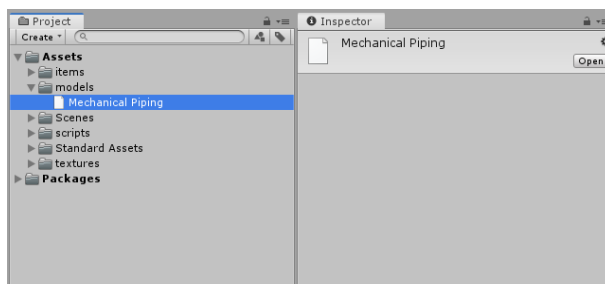 Project
Create
Assets
items
models
Mechanical Piping
Scenes
scripts
Standard Assets
textures
Packages
Inspector
Mechanical Piping
Open